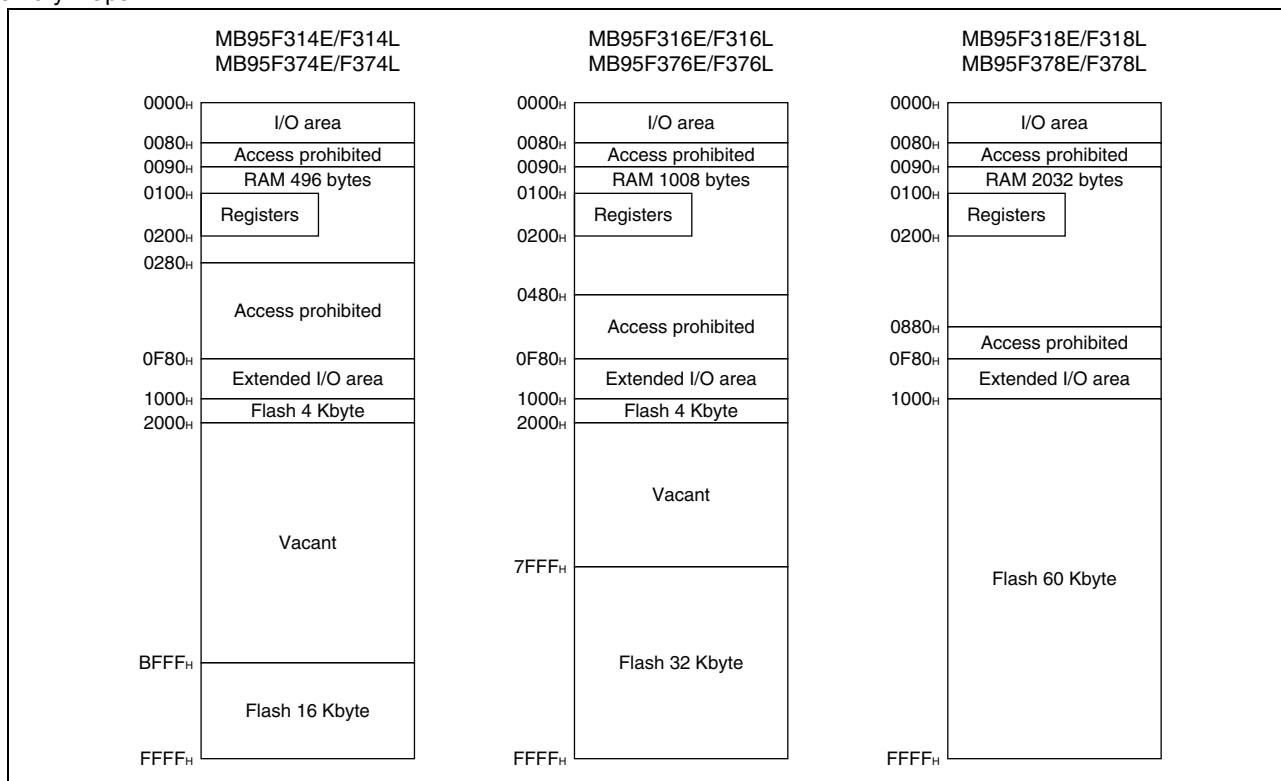 MB95F314E/F314L
MB95F374E/F374L
0000H
I/O area
0080H
Access prohibited
0090H
RAM 496 bytes
0100H
Registers
0200H
0280H
Access prohibited
0F80H
Extended I/O area
1000H
Flash 4 Kbyte
2000H
Vacant
BFFFH
Flash 16 Kbyte
FFFFH
MB95F316E/F316L
MB95F376E/F376L
0000H
I/O area
0080H
Access prohibited
0090H
RAM 1008 bytes
0100H
Registers
0200H
0480H
Access prohibited
0F80H
Extended I/O area
1000H
Flash 4 Kbyte
2000H
Vacant
7FFFH
Flash 32 Kbyte
FFFFH
MB95F318E/F318L
MB95F378E/F378L
0000H
I/O area
0080H
Access prohibited
0090H
RAM 2032 bytes
0100H
Registers
0200H
0880H
Access prohibited
0F80H
Extended I/O area
1000H
Flash 60 Kbyte
FFFFH